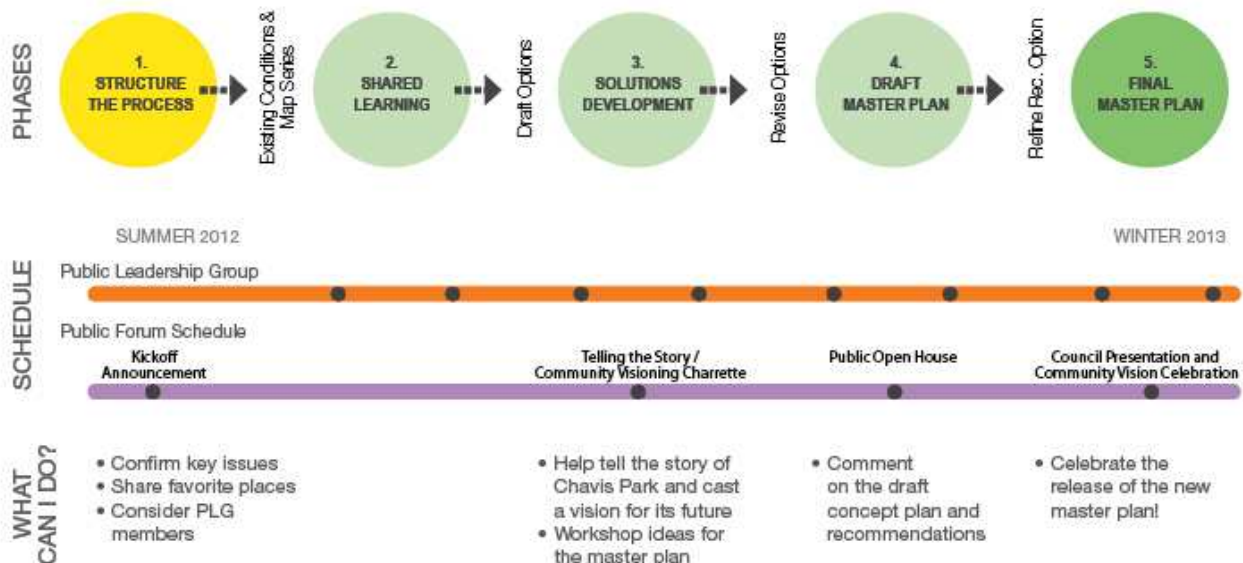 PHASES
1.
STRUCTURE
THE PROCESS
Existing Conditions &
Map Series
2.
SHARED
LEARNING
Draft Options
3.
SOLUTIONS
DEVELOPMENT
Revise Options
4.
DRAFT
MASTER PLAN
Refine Rec. Option
5.
FINAL
MASTER PLAN
SCHEDULE
SUMMER 2012
WINTER 2013
Public Leadership Group
Public Forum Schedule
Kickoff
Announcement
Telling the Story /
Community Visioning Charrette
Public Open House
Council Presentation and
Community Vision Celebration
WHAT
CAN I DO?
• Confirm key issues
• Share favorite places
• Consider PLG
members
• Help tell the story of
Chavis Park and cast
a vision for its future
• Workshop ideas for
the master plan
• Comment
on the draft
concept plan and
recommendations
• Celebrate the
release of the new
master plan!